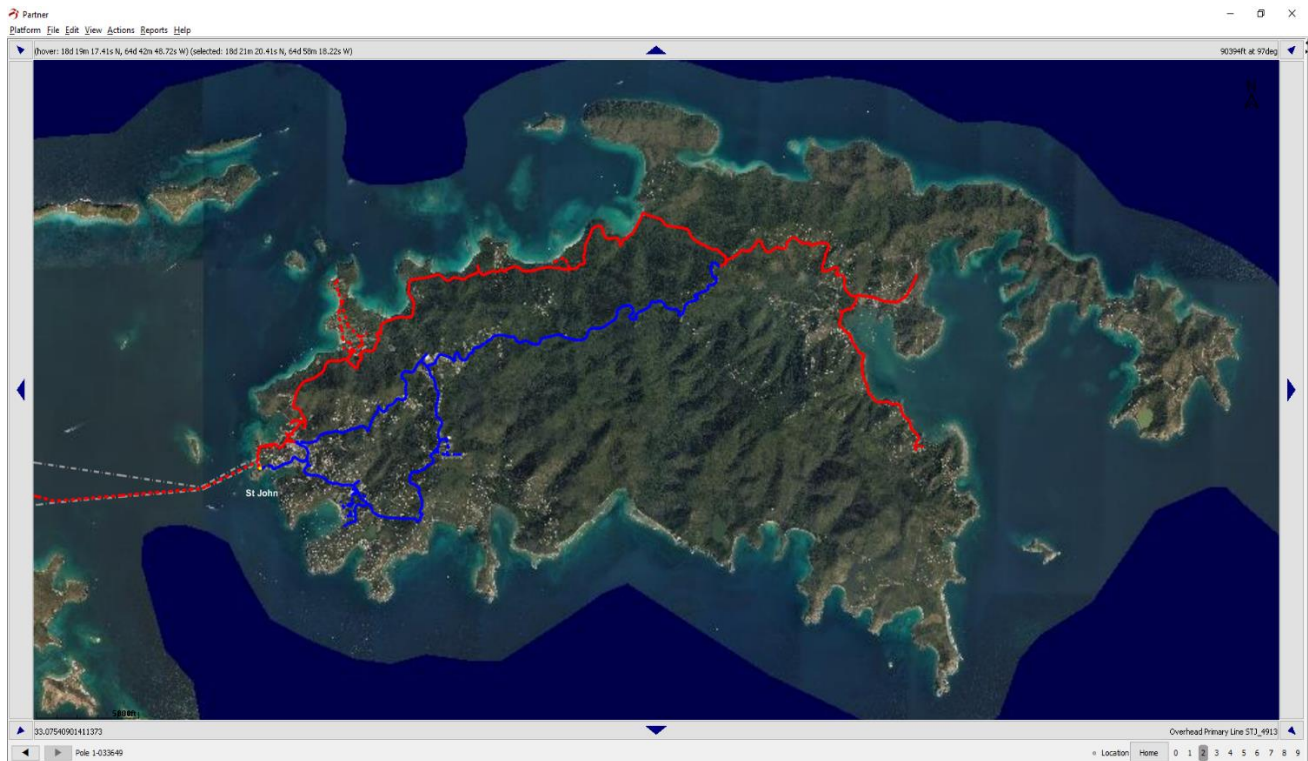 Partner
Platform File Edit View Actions Reports Help
(hover: 18d 19m 17.41s N, 64d 42m 48.72s W) (selected: 18d 21m 20.41s N, 64d 58m 18.22s W)
90394ft at 97deg
N
St John
33.07540901411373
Overhead Primary Line STJ_4913
Pole 1-033649
Location Home 0 1 2 3 4 5 6 7 8 9